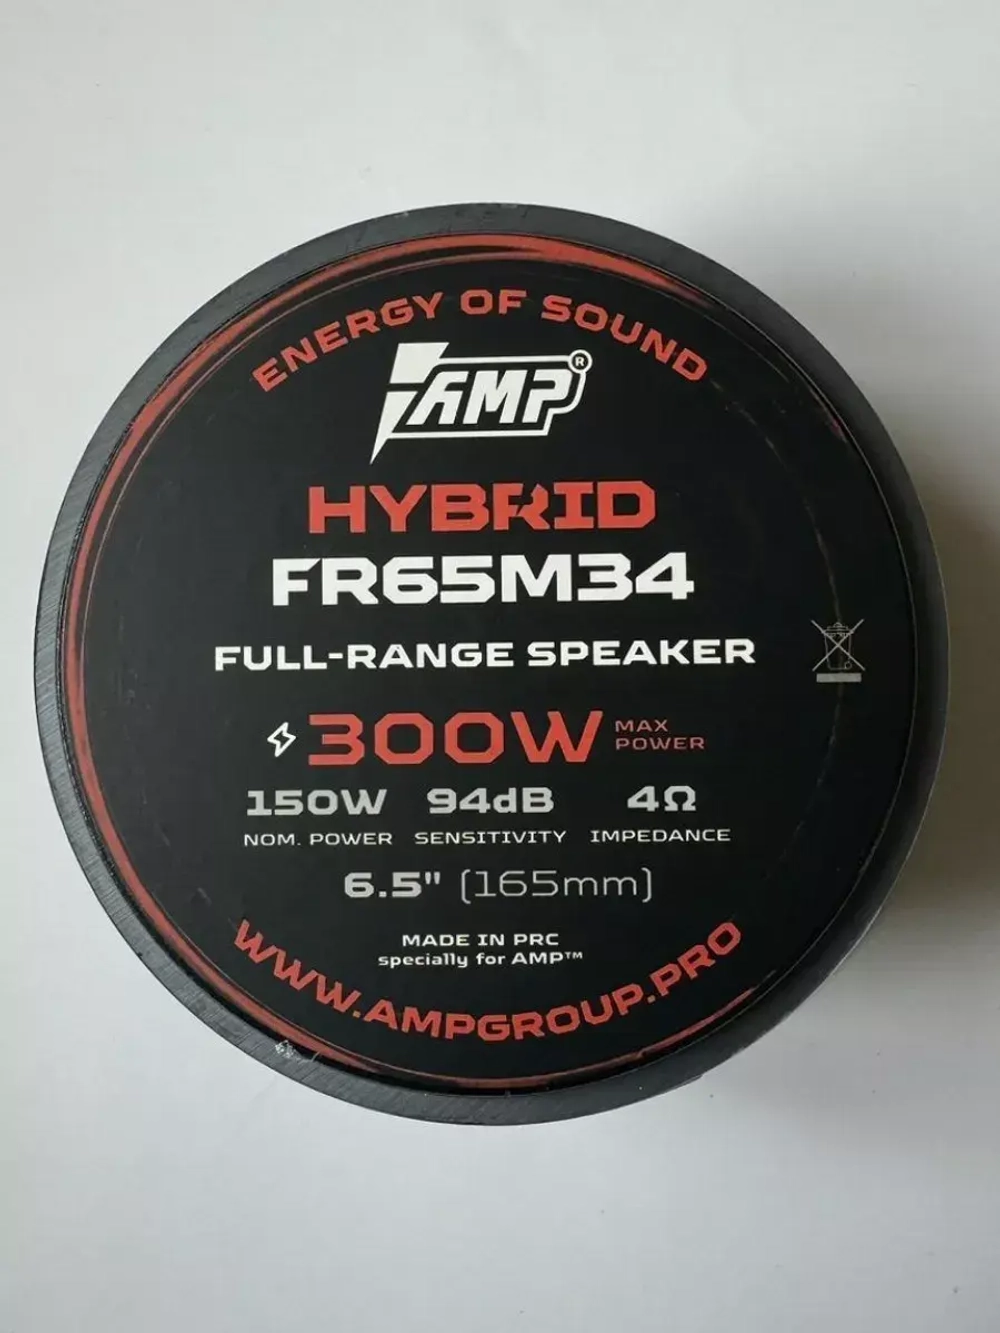 ENERGY OF SOUND
AMP®
HYBRID
FR65M34
FULL-RANGE SPEAKER
300W MAX POWER
150W 94dB 4Ω
NOM. POWER SENSITIVITY IMPEDANCE
6.5" (165mm)
MADE IN PRC
specially for AMP™
WWW.AMPGROUP.PRO